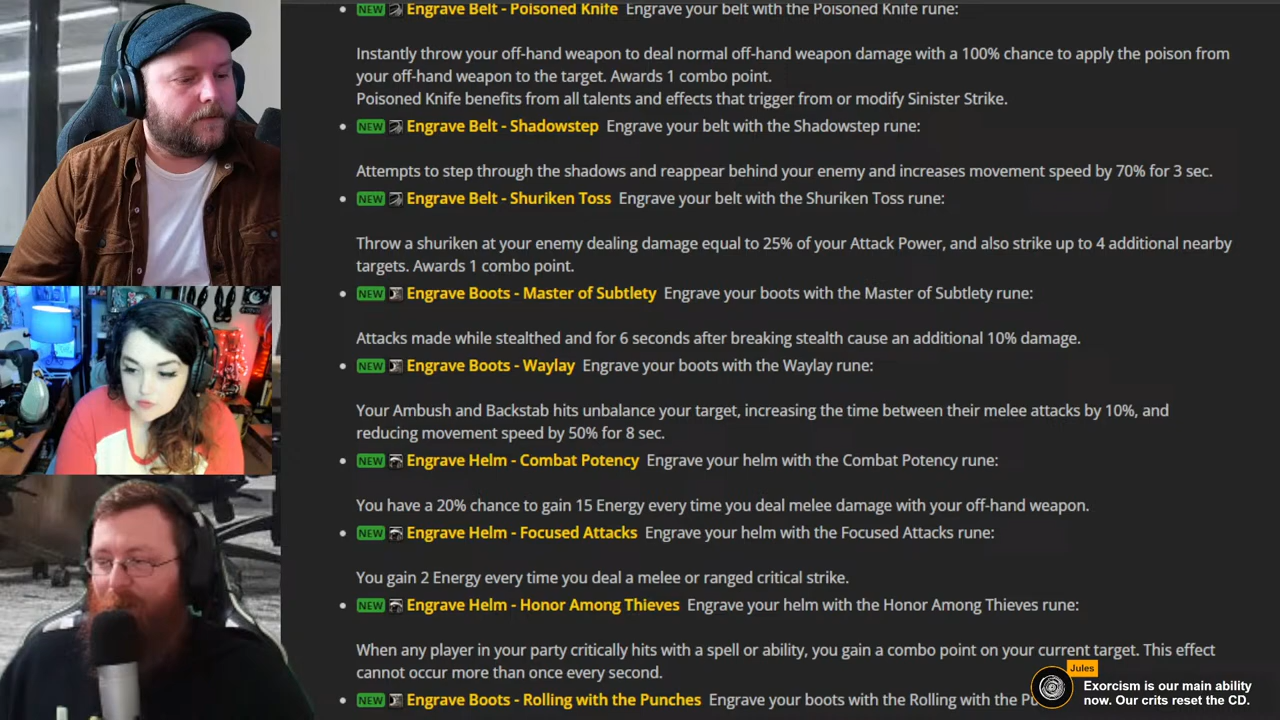 NEW Engrave Belt - Poisoned Knife Engrave your belt with the Poisoned Knife rune:
Instantly throw your off-hand weapon to deal normal off-hand weapon damage with a 100% chance to apply the poison from
your off-hand weapon to the target. Awards 1 combo point.
Poisoned Knife benefits from all talents and effects that trigger from or modify Sinister Strike.
NEW Engrave Belt - Shadowstep Engrave your belt with the Shadowstep rune:
Attempts to step through the shadows and reappear behind your enemy and increases movement speed by 70% for 3 sec.
NEW Engrave Belt - Shuriken Toss Engrave your belt with the Shuriken Toss rune:
Throw a shuriken at your enemy dealing damage equal to 25% of your Attack Power, and also strike up to 4 additional nearby
targets. Awards 1 combo point.
NEW Engrave Boots - Master of Subtlety Engrave your boots with the Master of Subtlety rune:
Attacks made while stealthed and for 6 seconds after breaking stealth cause an additional 10% damage.
NEW Engrave Boots - Waylay Engrave your boots with the Waylay rune:
Your Ambush and Backstab hits unbalance your target, increasing the time between their melee attacks by 10%, and
reducing movement speed by 50% for 8 sec.
NEW Engrave Helm - Combat Potency Engrave your helm with the Combat Potency rune:
You have a 20% chance to gain 15 Energy every time you deal melee damage with your off-hand weapon.
NEW Engrave Helm - Focused Attacks Engrave your helm with the Focused Attacks rune:
You gain 2 Energy every time you deal a melee or ranged critical strike.
NEW Engrave Helm - Honor Among Thieves Engrave your helm with the Honor Among Thieves rune:
When any player in your party critically hits with a spell or ability, you gain a combo point on your current target. This effect
cannot occur more than once every second.
NEW Engrave Boots - Rolling with the Punches Engrave your boots with the Rolling with the
Jules
Exorcism is our main ability
now. Our crits reset the CD.